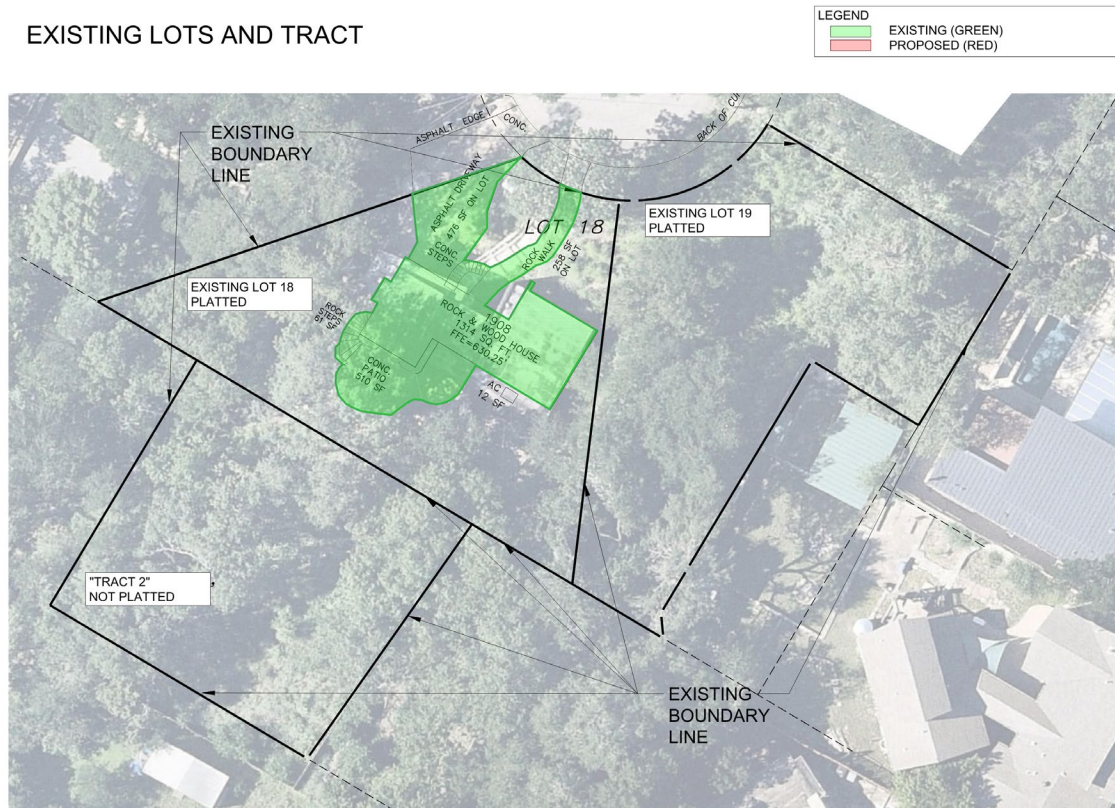 EXISTING LOTS AND TRACT
LEGEND
EXISTING (GREEN)
PROPOSED (RED)
EXISTING
BOUNDARY
LINE
ASPHALT EDGE
CONC.
BACK OF
ASPHALT DRIVEWAY
476 SF ON LOT
LOT 18
EXISTING LOT 19
PLATTED
CONC.
STEPS
ROCK
WALK
258 SF
ON LOT
EXISTING LOT 18
PLATTED
ROCK
STEPS
61 SF
1908
ROCK & WOOD HOUSE
1314 SQ. FT.
FFE=630.25'
CONC.
PATIO
510 SF
AC
12 SF
"TRACT 2"
NOT PLATTED
EXISTING
BOUNDARY
LINE